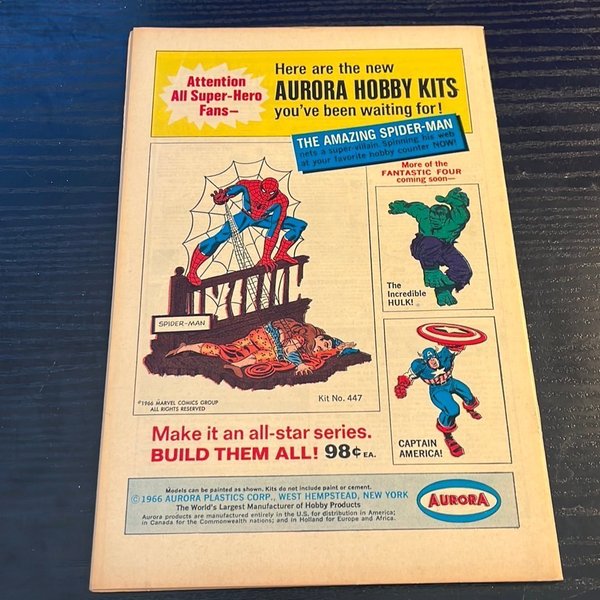 Attention
All Super-Hero
Fans—
Here are the new
AURORA HOBBY KITS
you've been waiting for!
THE AMAZING SPIDER-MAN
nets a super-villain. Spinning his web
at your favorite hobby counter NOW!
More of the
FANTASTIC FOUR
coming soon—
SPIDER-MAN
©1966 MARVEL COMICS GROUP
ALL RIGHTS RESERVED
Kit No. 447
The
Incredible
HULK!
CAPTAIN
AMERICA!
Make it an all-star series.
BUILD THEM ALL! 98¢ EA.
Models can be painted as shown. Kits do not include paint or cement.
© 1966 AURORA PLASTICS CORP., WEST HEMPSTEAD, NEW YORK
The World's Largest Manufacturer of Hobby Products
Aurora products are manufactured entirely in the U.S. for distribution in America;
in Canada for the Commonwealth nations; and in Holland for Europe and Africa.
AURORA